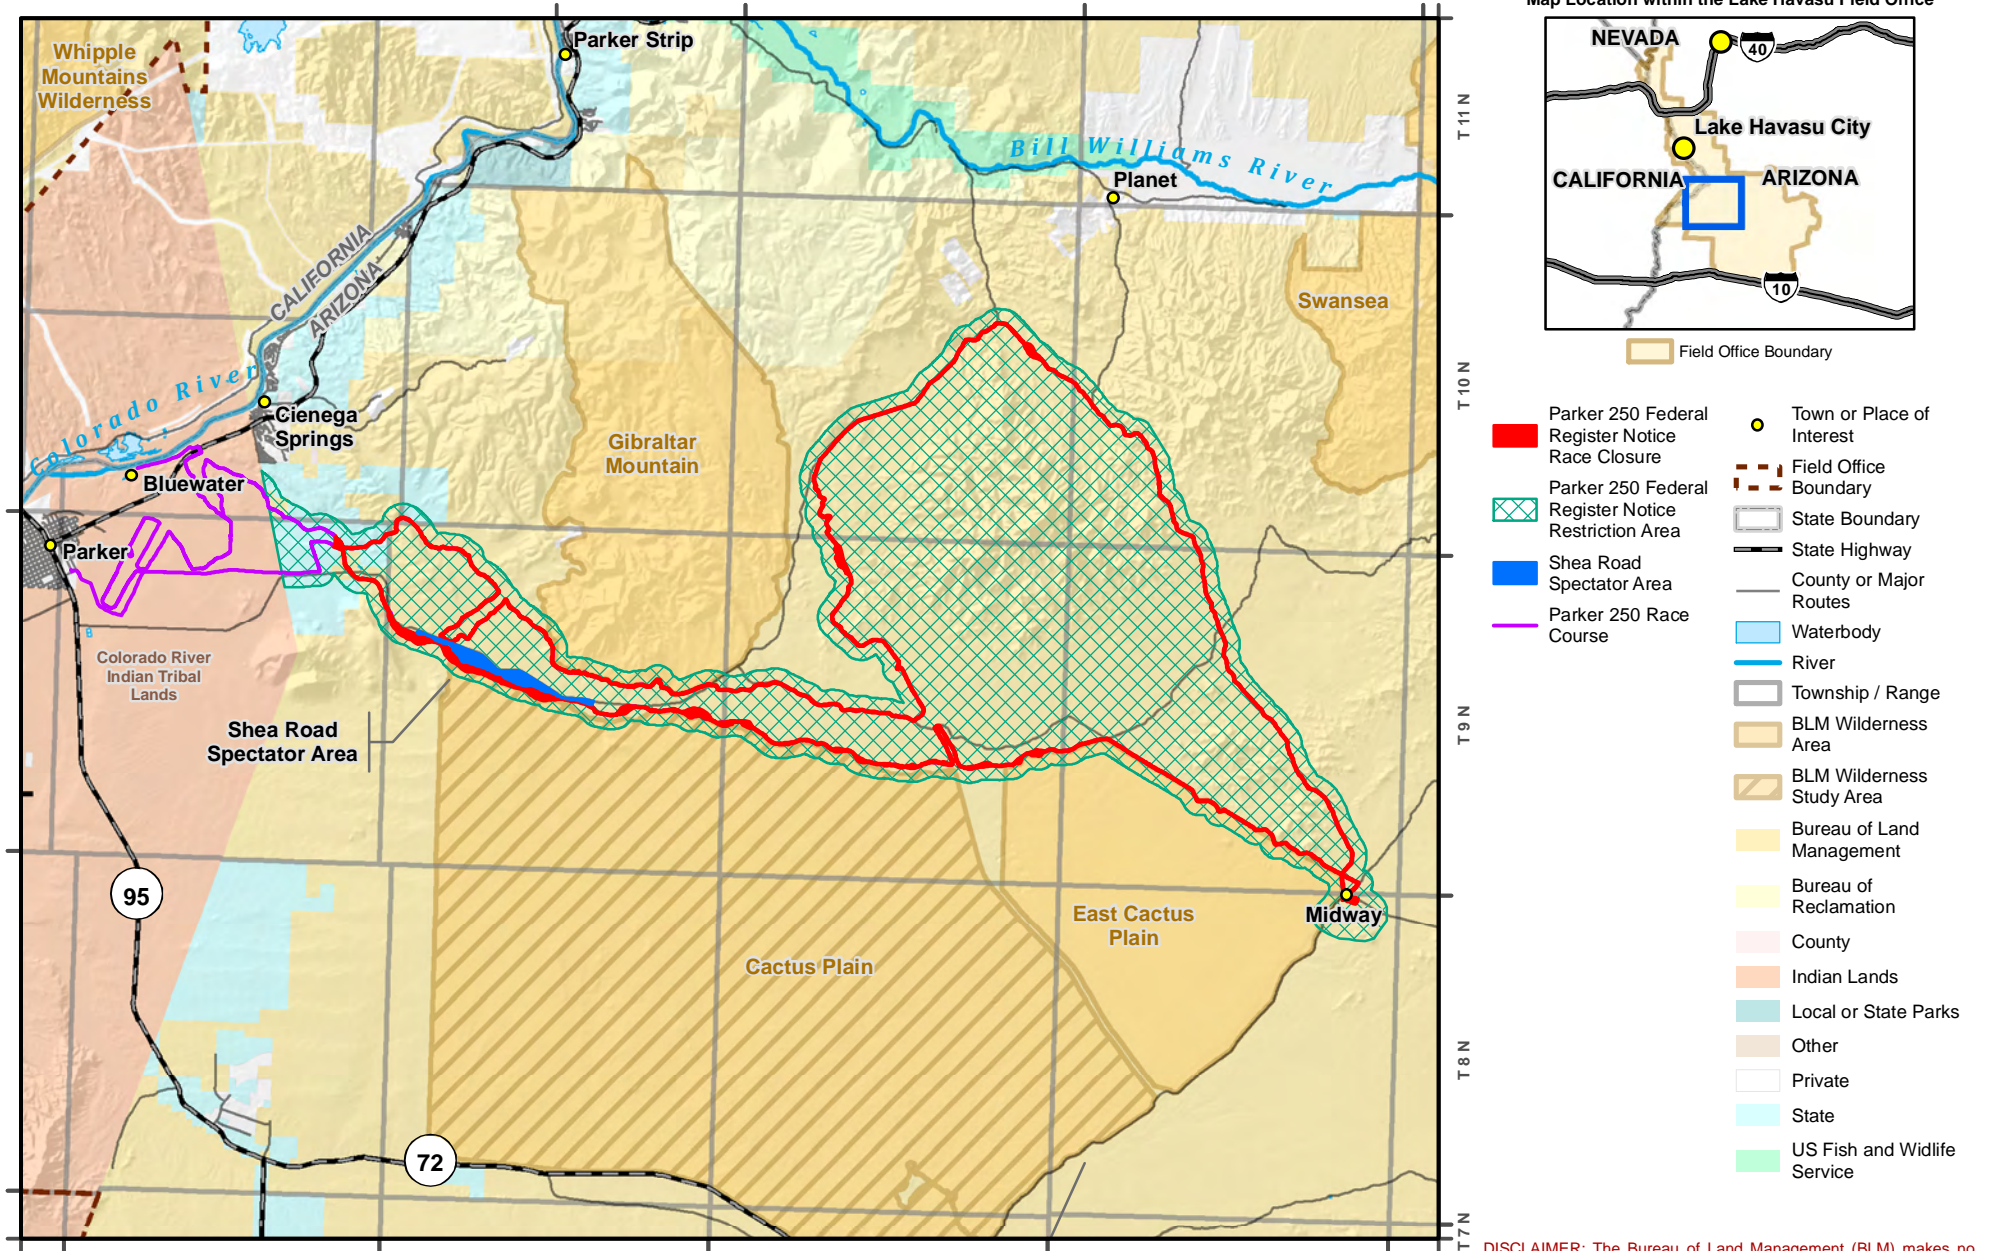 Map Location within the Lake Havasu Field Office
NEVADA
40
Lake Havasu City
CALIFORNIA
ARIZONA
10
Field Office Boundary
Whipple
Mountains
Wilderness
Parker Strip
Bill Williams River
Planet
Swansea
CALIFORNIA
ARIZONA
Colorado River
Cienega
Springs
Gibraltar
Mountain
Bluewater
Parker
Colorado River
Indian Tribal
Lands
Shea Road
Spectator Area
95
East Cactus
Plain
Midway
Cactus Plain
72
T 11 N
T 10 N
T 9 N
T 8 N
T 7 N
Parker 250 Federal
Register Notice
Race Closure
Parker 250 Federal
Register Notice
Restriction Area
Shea Road
Spectator Area
Parker 250 Race
Course
Town or Place of
Interest
Field Office
Boundary
State Boundary
State Highway
County or Major
Routes
Waterbody
River
Township / Range
BLM Wilderness
Area
BLM Wilderness
Study Area
Bureau of Land
Management
Bureau of
Reclamation
County
Indian Lands
Local or State Parks
Other
Private
State
US Fish and Widlife
Service
DISCLAIMER: The Bureau of Land Management (BLM) makes no